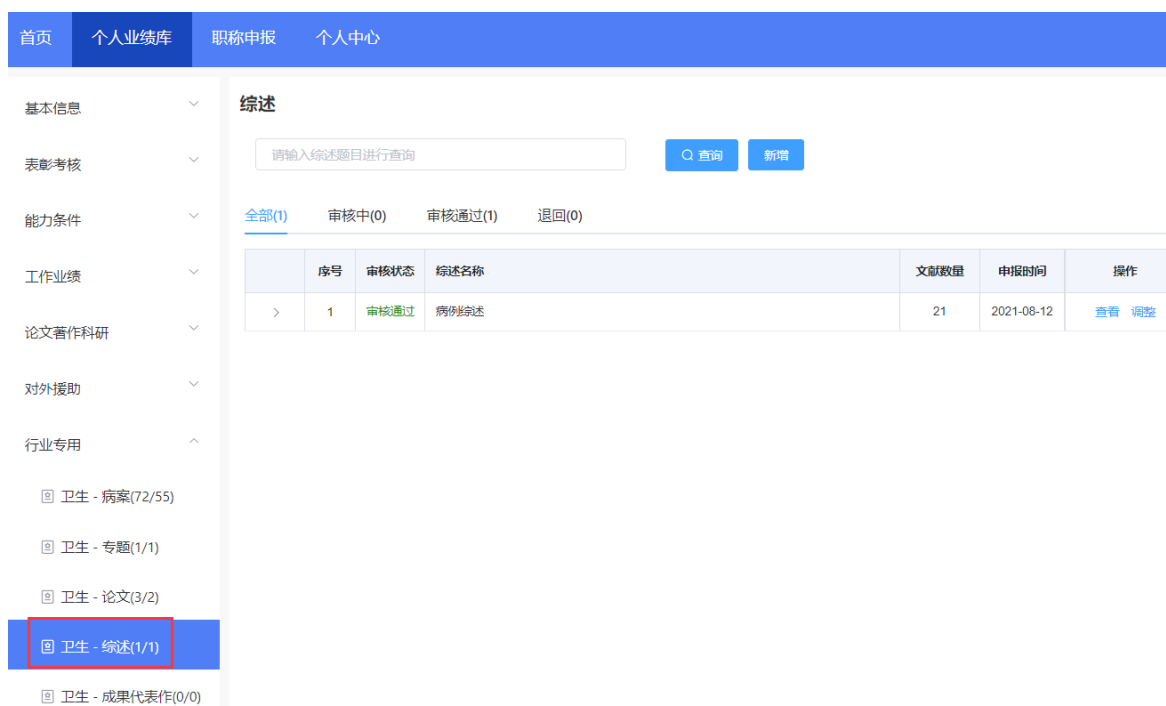 首页 个人业绩库 职称申报 个人中心
基本信息
表彰考核
能力条件
工作业绩
论文著作科研
对外援助
行业专用
卫生 - 病案(72/55)
卫生 - 专题(1/1)
卫生 - 论文(3/2)
卫生 - 综述(1/1)
卫生 - 成果代表作(0/0)
综述
请输入综述题目进行查询 查询 新增
全部(1) 审核中(0) 审核通过(1) 退回(0)
序号 审核状态 综述名称 文献数量 申报时间 操作
1 审核通过 病例综述 21 2021-08-12 查看 调整